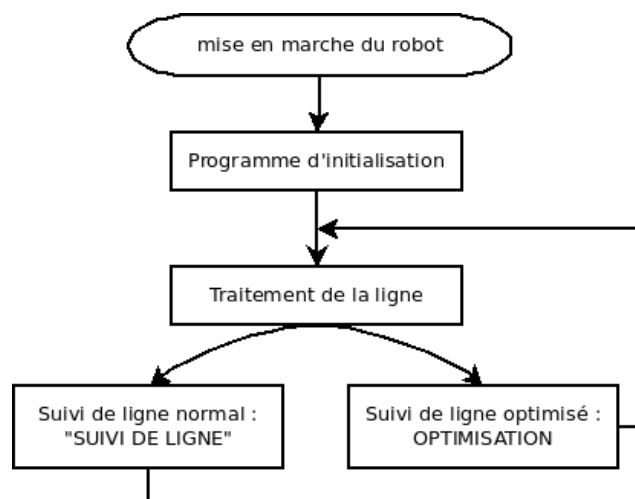 mise en marche du robot
Programme d'initialisation
Traitement de la ligne
Suivi de ligne normal :
"SUIVI DE LIGNE"
Suivi de ligne optimisé :
OPTIMISATION